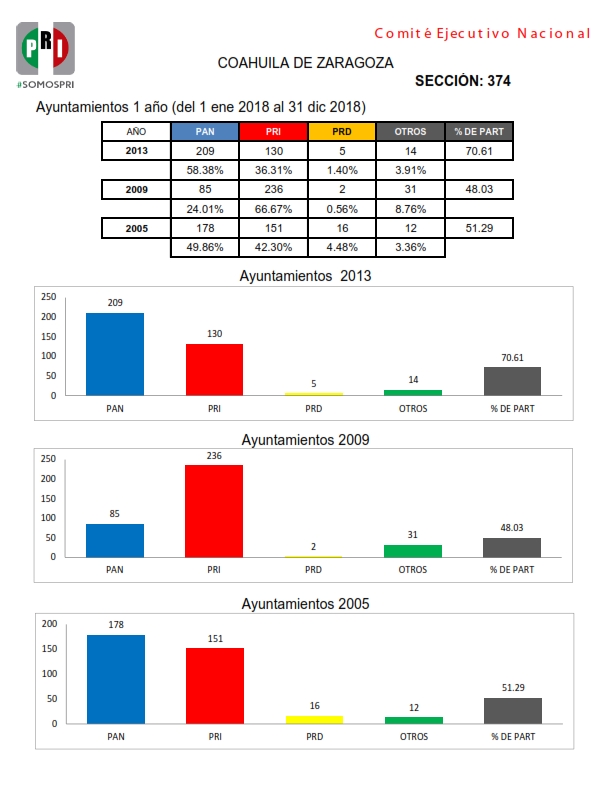 Comité Ejecutivo Nacional
PRI
#SOMOSPRI
COAHUILA DE ZARAGOZA
SECCIÓN: 374
Ayuntamientos 1 año (del 1 ene 2018 al 31 dic 2018)
AÑO PAN PRI PRD OTROS % DE PART
2013 209 130 5 14 70.61
58.38% 36.31% 1.40% 3.91%
2009 85 236 2 31 48.03
24.01% 66.67% 0.56% 8.76%
2005 178 151 16 12 51.29
49.86% 42.30% 4.48% 3.36%
Ayuntamientos 2013
250
200
150
100
50
0
209
130
5
14
70.61
PAN PRI PRD OTROS % DE PART
Ayuntamientos 2009
250
200
150
100
50
0
85
236
2
31
48.03
PAN PRI PRD OTROS % DE PART
Ayuntamientos 2005
200
150
100
50
0
178
151
16
12
51.29
PAN PRI PRD OTROS % DE PART